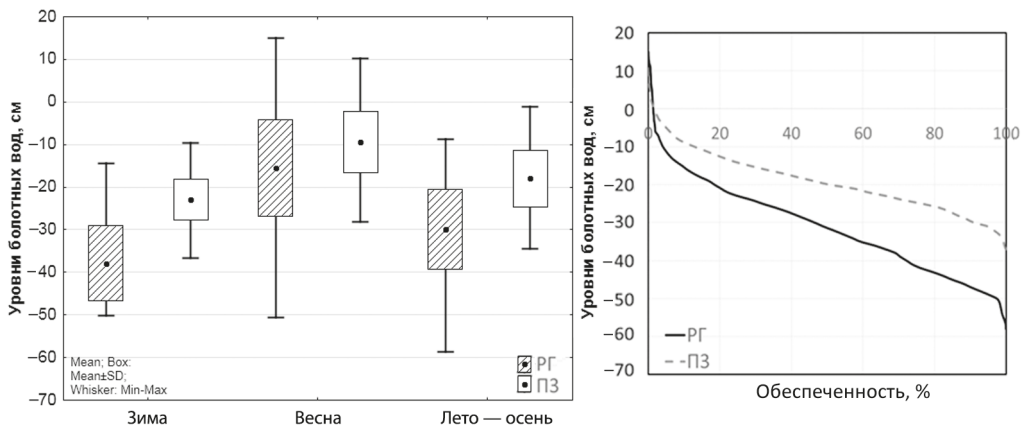 Уровни болотных вод, см
20
10
0
–10
–20
–30
–40
–50
–60
–70
Mean; Box:
Mean±SD;
Whisker: Min-Max
РГ
ПЗ
Зима Весна Лето — осень
Уровни болотных вод, см
20
10
0
–10
–20
–30
–40
–50
–60
–70
0 20 40 60 80 100
РГ
ПЗ
Обеспеченность, %